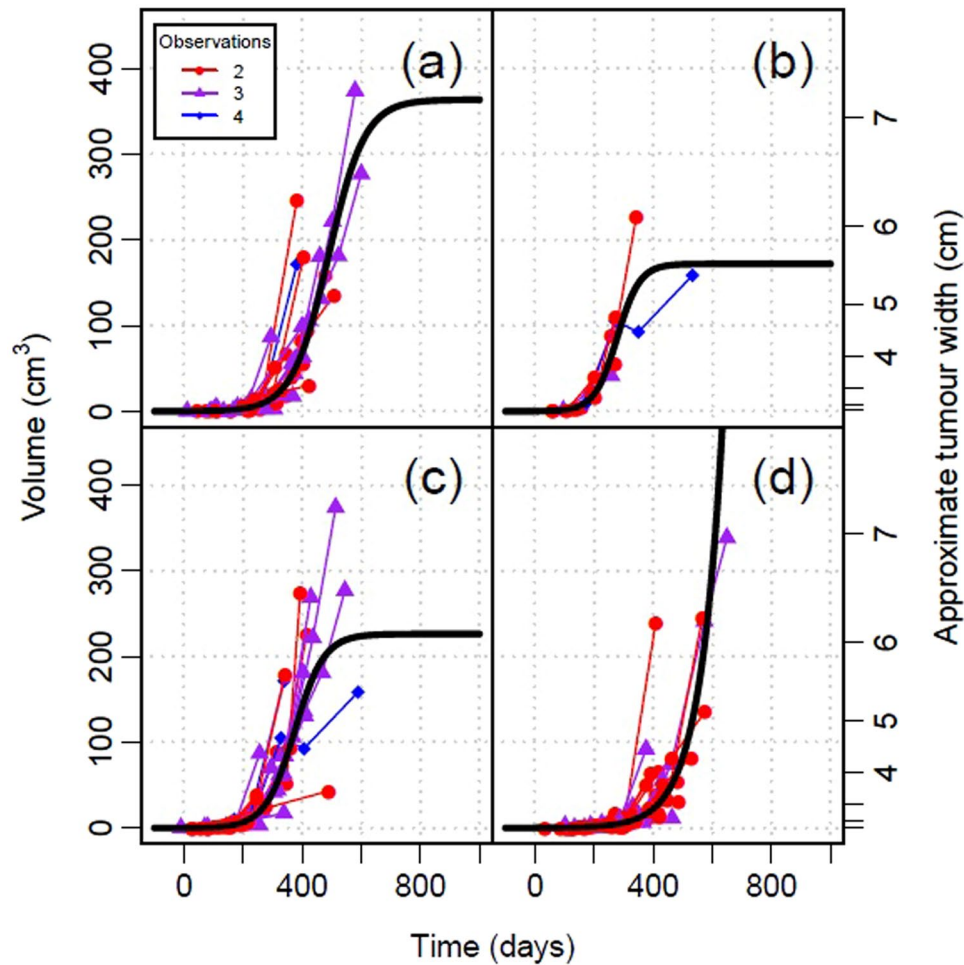 Observations
2
3
4
(a)
(b)
(c)
(d)
400
300
200
100
0
400
300
200
100
0
Volume (cm³)
7
6
5
4
7
6
5
4
Approximate tumour width (cm)
0 400 800
0 400 800
Time (days)